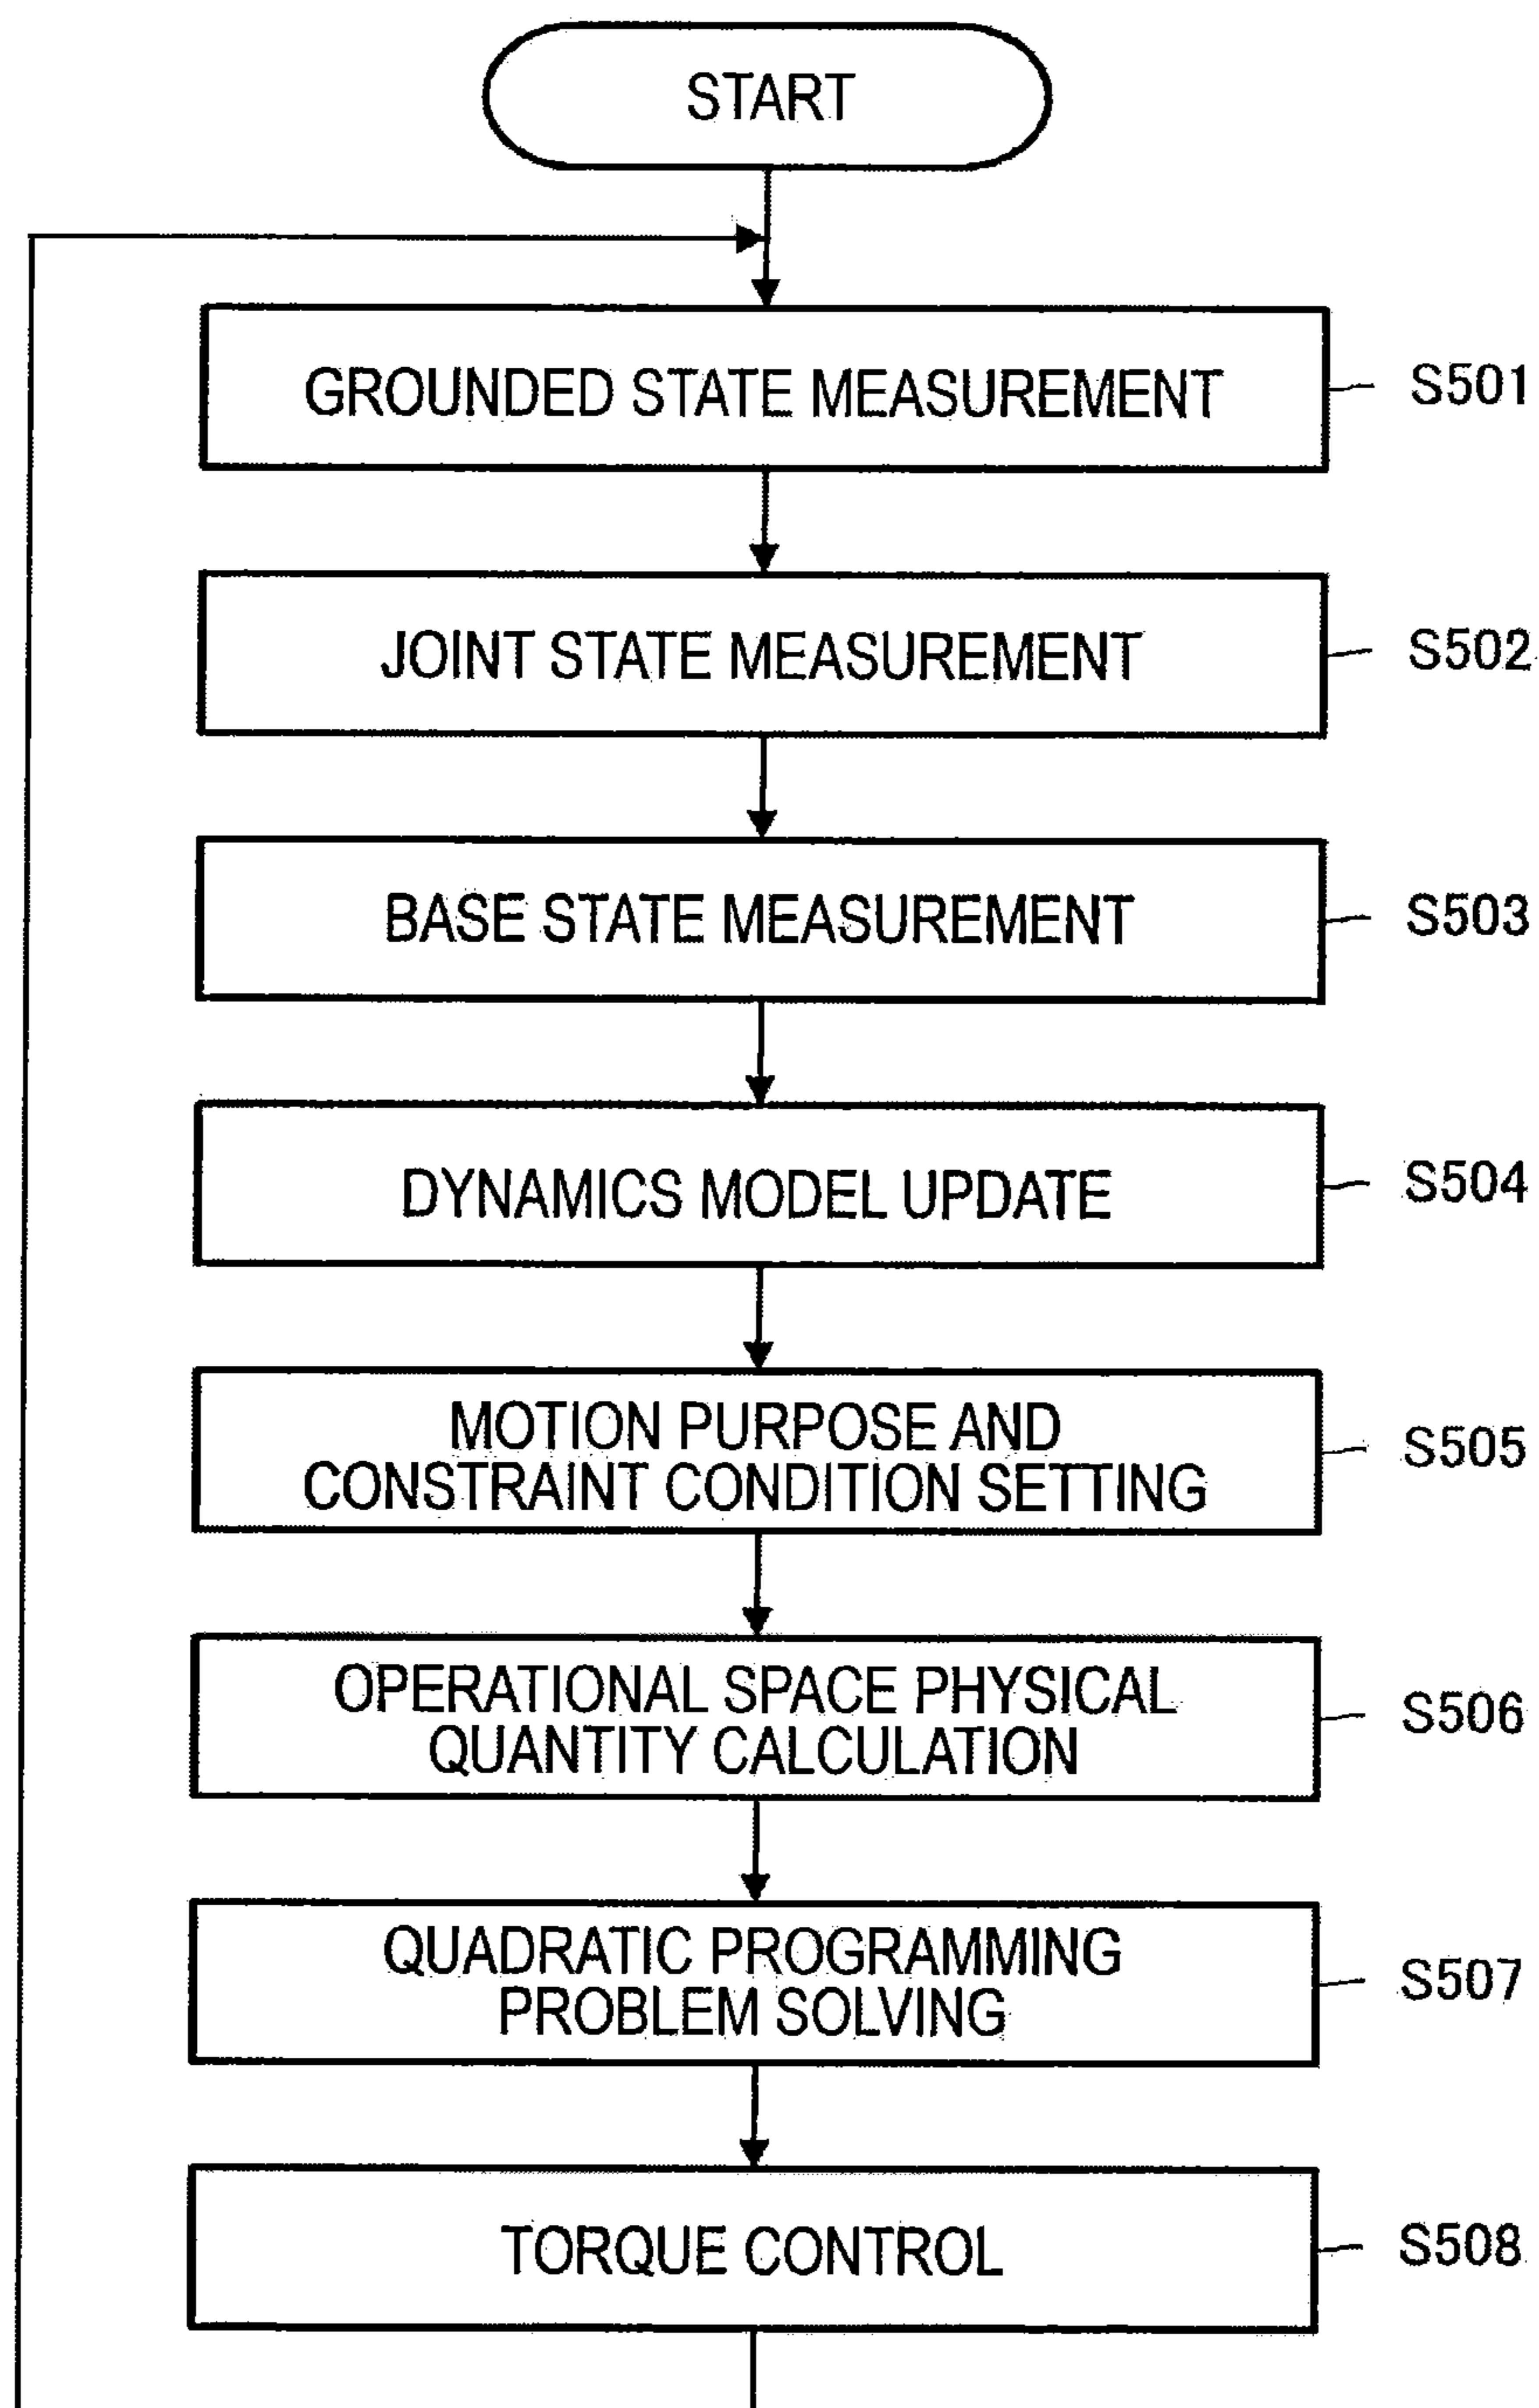 START
GROUNDED STATE MEASUREMENT
S501
JOINT STATE MEASUREMENT
S502
BASE STATE MEASUREMENT
S503
DYNAMICS MODEL UPDATE
S504
MOTION PURPOSE AND
CONSTRAINT CONDITION SETTING
S505
OPERATIONAL SPACE PHYSICAL
QUANTITY CALCULATION
S506
QUADRATIC PROGRAMMING
PROBLEM SOLVING
S507
TORQUE CONTROL
S508